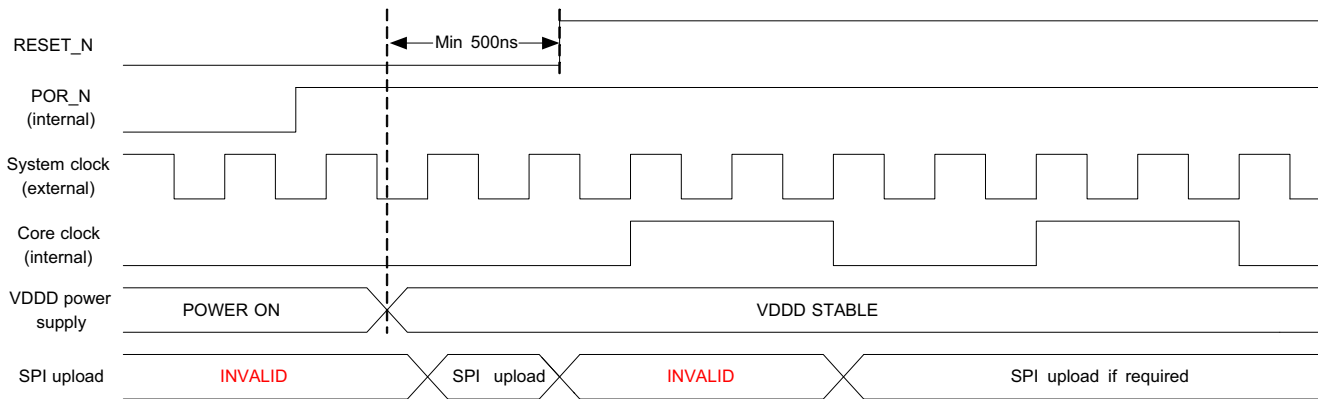 RESET_N
Min 500ns
POR_N
(internal)
System clock
(external)
Core clock
(internal)
VDDD power
supply
POWER ON
VDDD STABLE
SPI upload
INVALID
SPI upload
INVALID
SPI upload if required